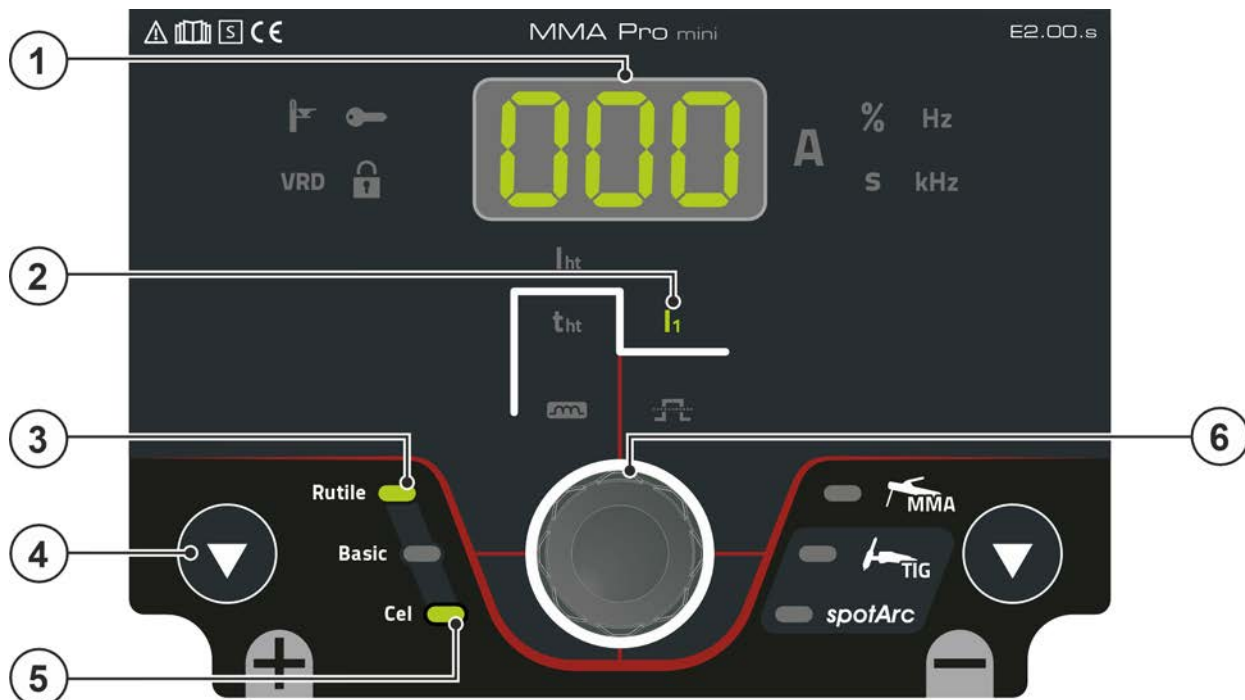 S CE MMA Pro mini E2.00.s
1
000
A
% Hz
s kHz
VRD
Iht
2
tht I1
3
Rutile
MMA
6
4
Basic
TIG
Cel
spotArc
5
+ −